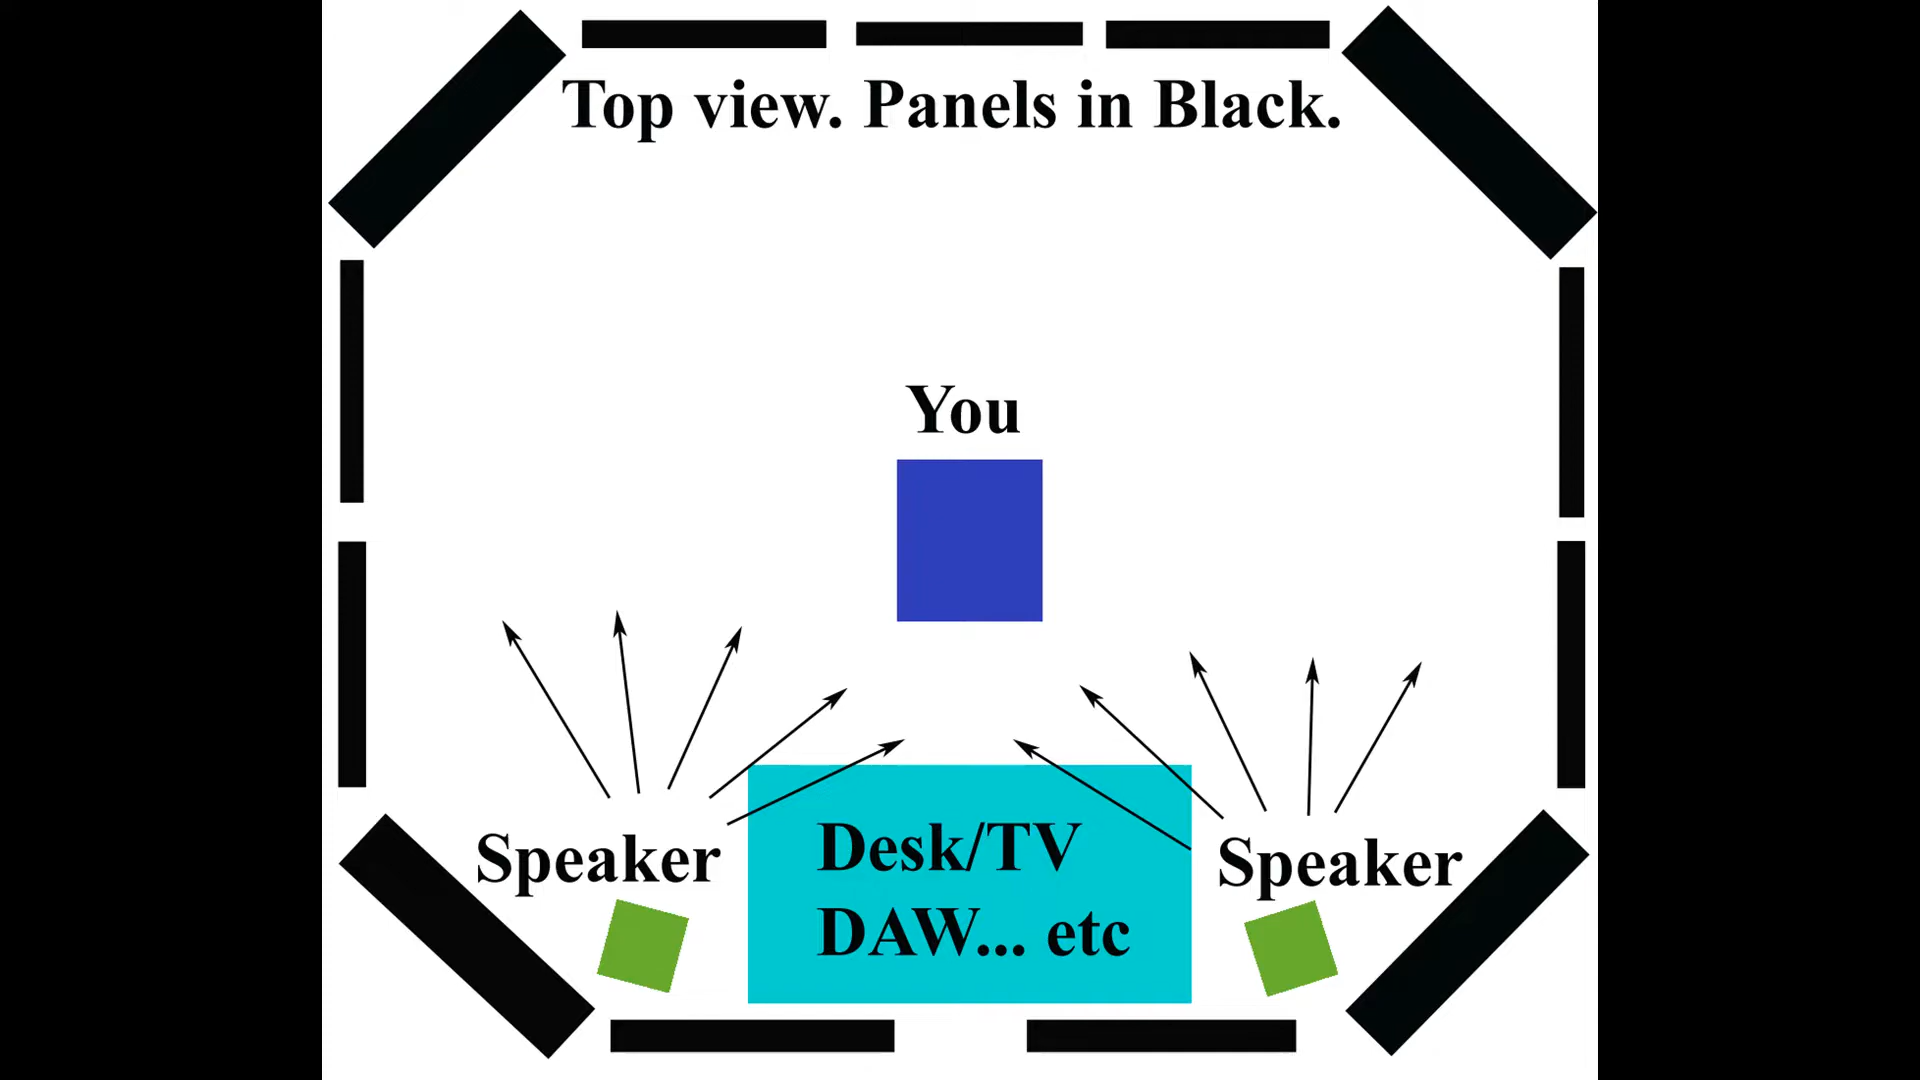 Top view. Panels in Black.
You
Speaker
Desk/TV
DAW... etc
Speaker